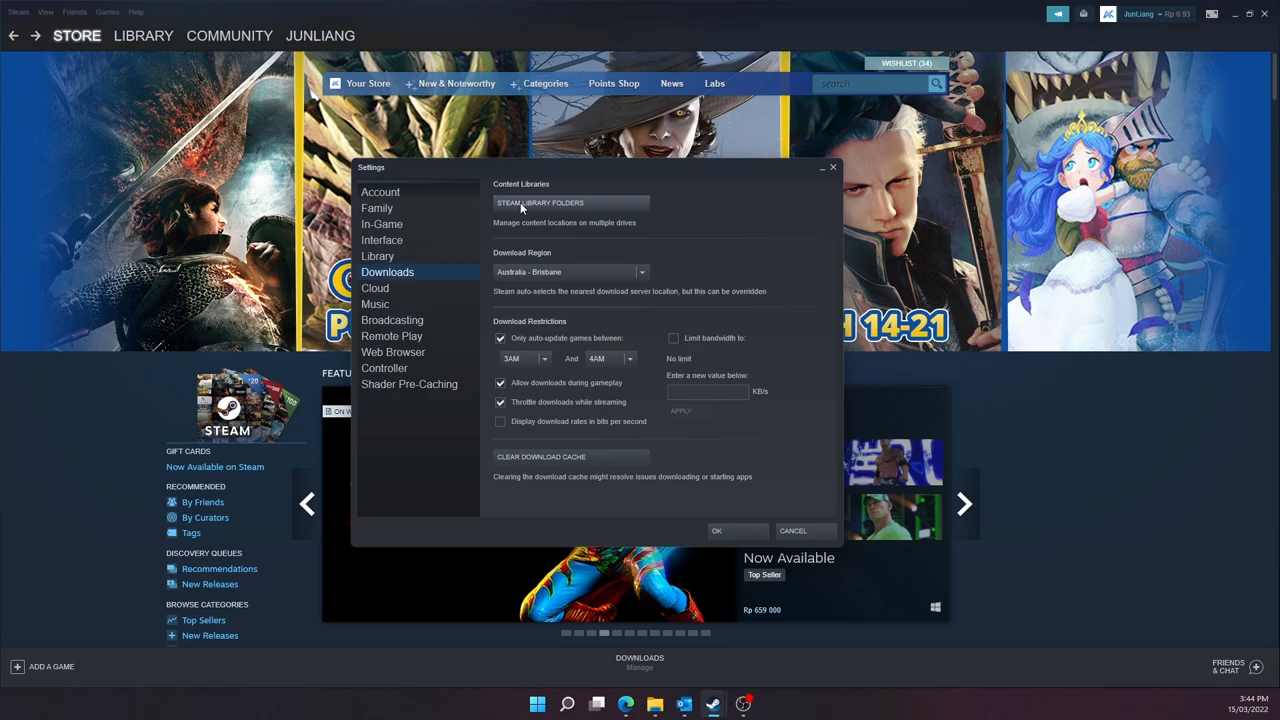 Steam View Friends Games Help
JunLiang Rp 0.93
STORE LIBRARY COMMUNITY JUNLIANG
WISHLIST (34)
Your Store New & Noteworthy Categories Points Shop News Labs
search
Settings
Account
Family
In-Game
Interface
Library
Downloads
Cloud
Music
Broadcasting
Remote Play
Web Browser
Controller
Shader Pre-Caching
Content Libraries
STEAM LIBRARY FOLDERS
Manage content locations on multiple drives
Download Region
Australia - Brisbane
Steam auto-selects the nearest download server location, but this can be overridden
Download Restrictions
Only auto-update games between:
3AM And 4AM
Allow downloads during gameplay
Throttle downloads while streaming
Display download rates in bits per second
Limit bandwidth to:
No limit
Enter a new value below:
KB/s
APPLY
CLEAR DOWNLOAD CACHE
Clearing the download cache might resolve issues downloading or starting apps
OK CANCEL
14-21
STEAM
GIFT CARDS
Now Available on Steam
RECOMMENDED
By Friends
By Curators
Tags
DISCOVERY QUEUES
Recommendations
New Releases
BROWSE CATEGORIES
Top Sellers
New Releases
Now Available
Top Seller
Rp 659 000
ADD A GAME
DOWNLOADS
Manage
FRIENDS
& CHAT
3:44 PM
15/03/2022